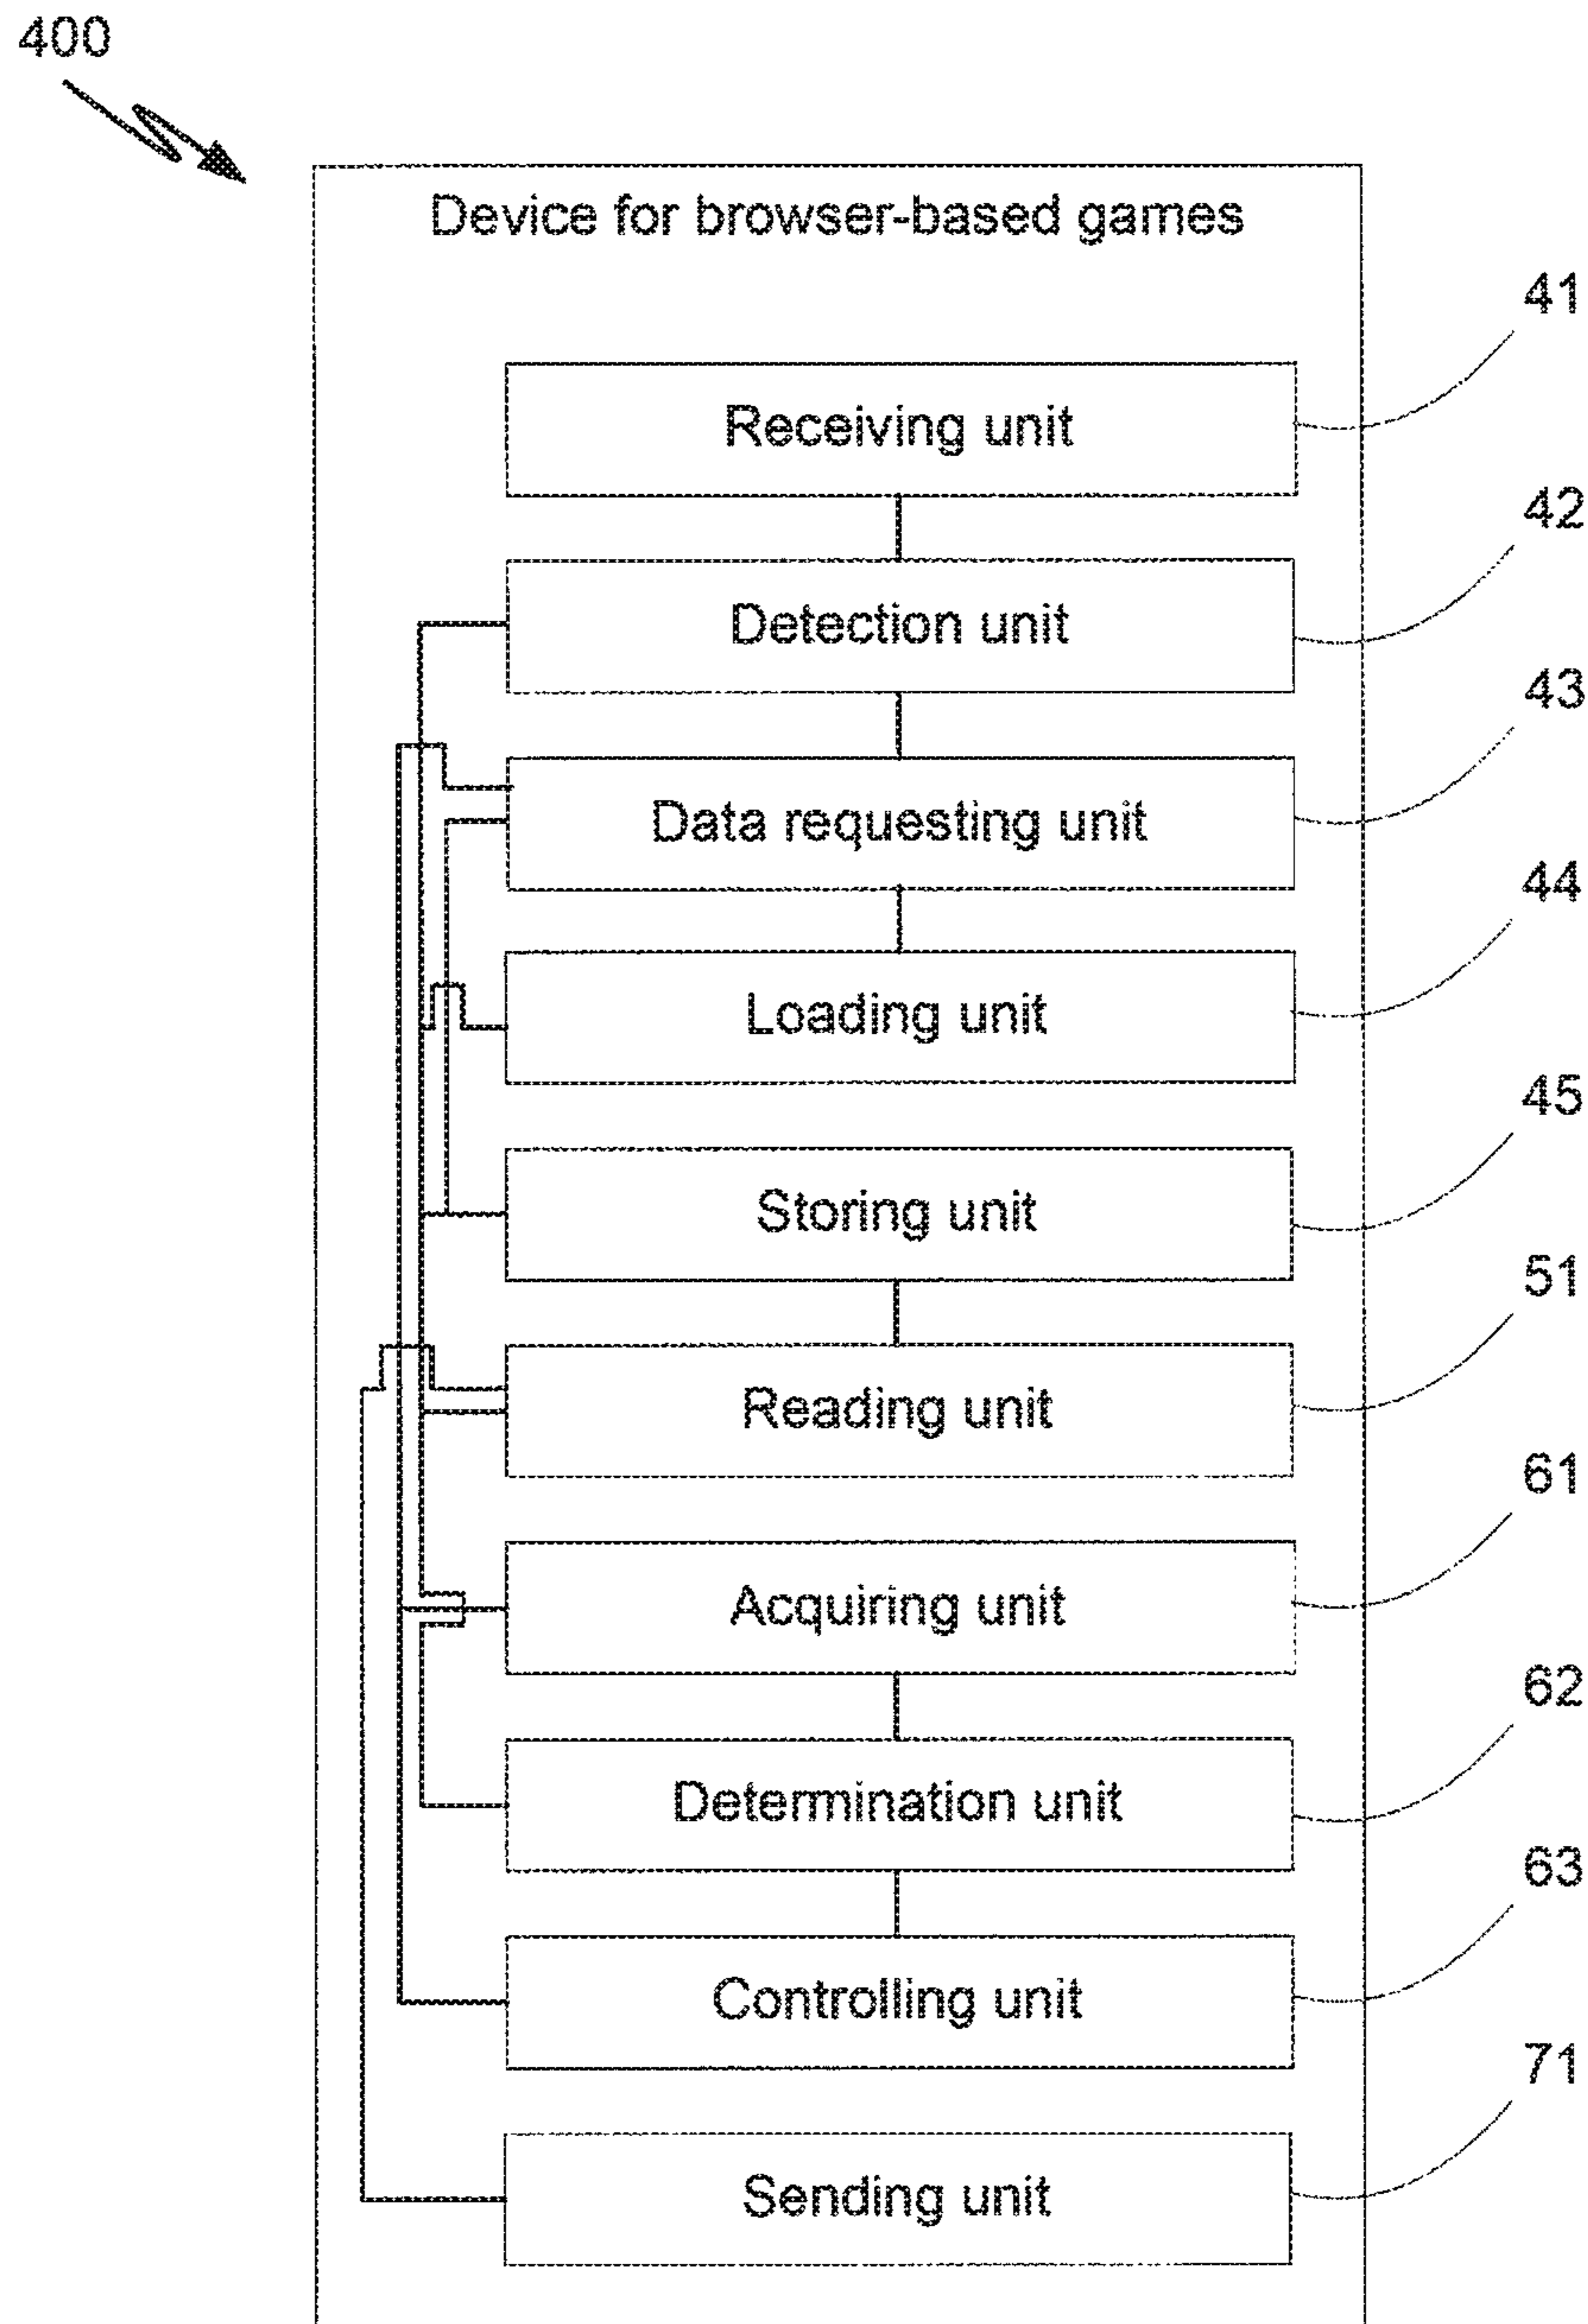 400
Device for browser-based games
41
Receiving unit
42
Detection unit
43
Data requesting unit
44
Loading unit
45
Storing unit
51
Reading unit
61
Acquiring unit
62
Determination unit
63
Controlling unit
71
Sending unit